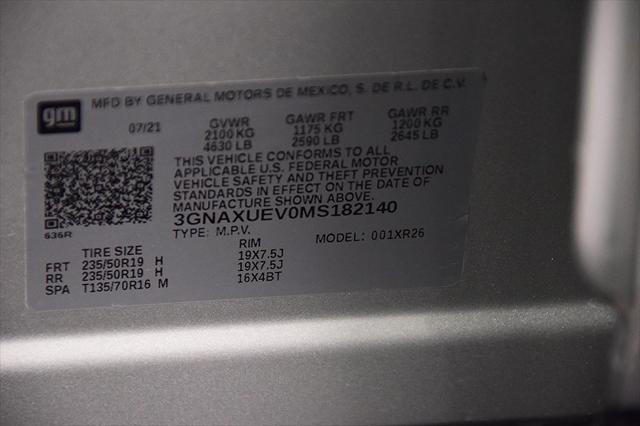 gm
MFD BY GENERAL MOTORS DE MEXICO, S. DE R.L. DE C.V.
07/21 GVWR GAWR FRT GAWR RR
2100 KG 1175 KG 1200 KG
4630 LB 2590 LB 2645 LB
THIS VEHICLE CONFORMS TO ALL
APPLICABLE U.S. FEDERAL MOTOR
VEHICLE SAFETY AND THEFT PREVENTION
STANDARDS IN EFFECT ON THE DATE OF
MANUFACTURE SHOWN ABOVE.
3GNAXUEV0MS182140
636R
TYPE: M.P.V. MODEL: 001XR26
TIRE SIZE RIM
FRT 235/50R19 H 19X7.5J
RR 235/50R19 H 19X7.5J
SPA T135/70R16 M 16X4BT